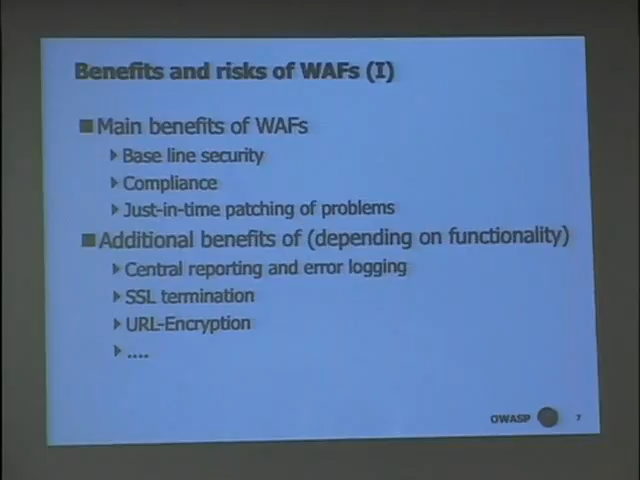 Benefits and risks of WAFs (I)
Main benefits of WAFs
Base line security
Compliance
Just-in-time patching of problems
Additional benefits of (depending on functionality)
Central reporting and error logging
SSL termination
URL-Encryption
....
OWASP 7